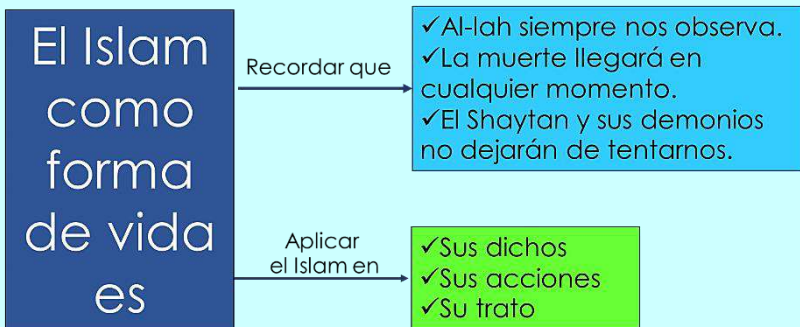 El Islam
como
forma
de vida
es
Recordar que
✓Al-lah siempre nos observa.
✓La muerte llegará en
cualquier momento.
✓El Shaytan y sus demonios
no dejarán de tentarnos.
Aplicar
el Islam en
✓Sus dichos
✓Sus acciones
✓Su trato